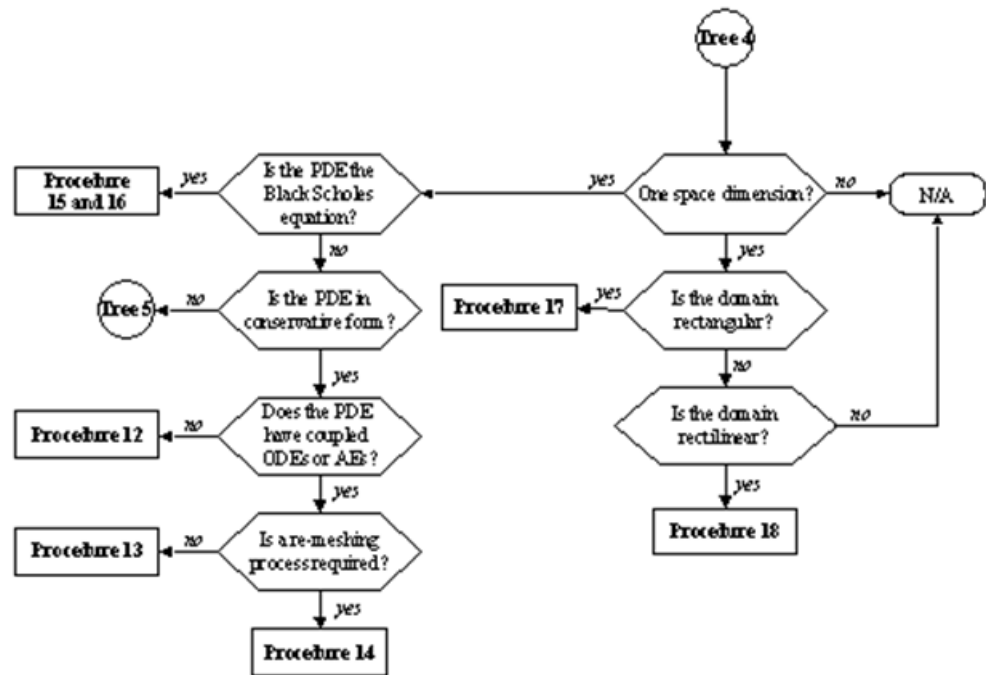 Tree 4
One space dimension?
no
N/A
yes
Is the PDE the
Black Scholes
equation?
yes
Procedure
15 and 16
no
Is the PDE in
conservative form?
no
Tree 5
yes
Does the PDE
have coupled
ODEs or AEs?
no
Procedure 12
yes
Is a re-meshing
process required?
no
Procedure 13
yes
Procedure 14
yes
Is the domain
rectangular?
yes
Procedure 17
no
Is the domain
rectilinear?
no
yes
Procedure 18